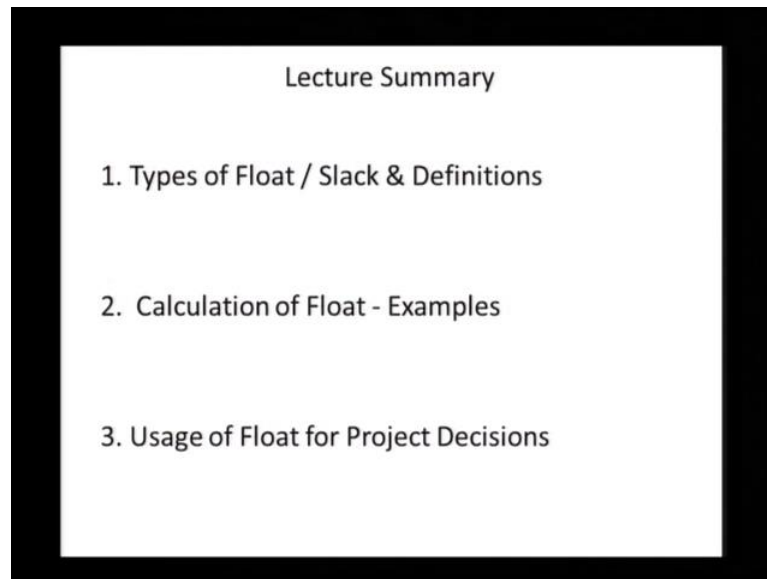 Lecture Summary
1. Types of Float / Slack & Definitions
2. Calculation of Float - Examples
3. Usage of Float for Project Decisions